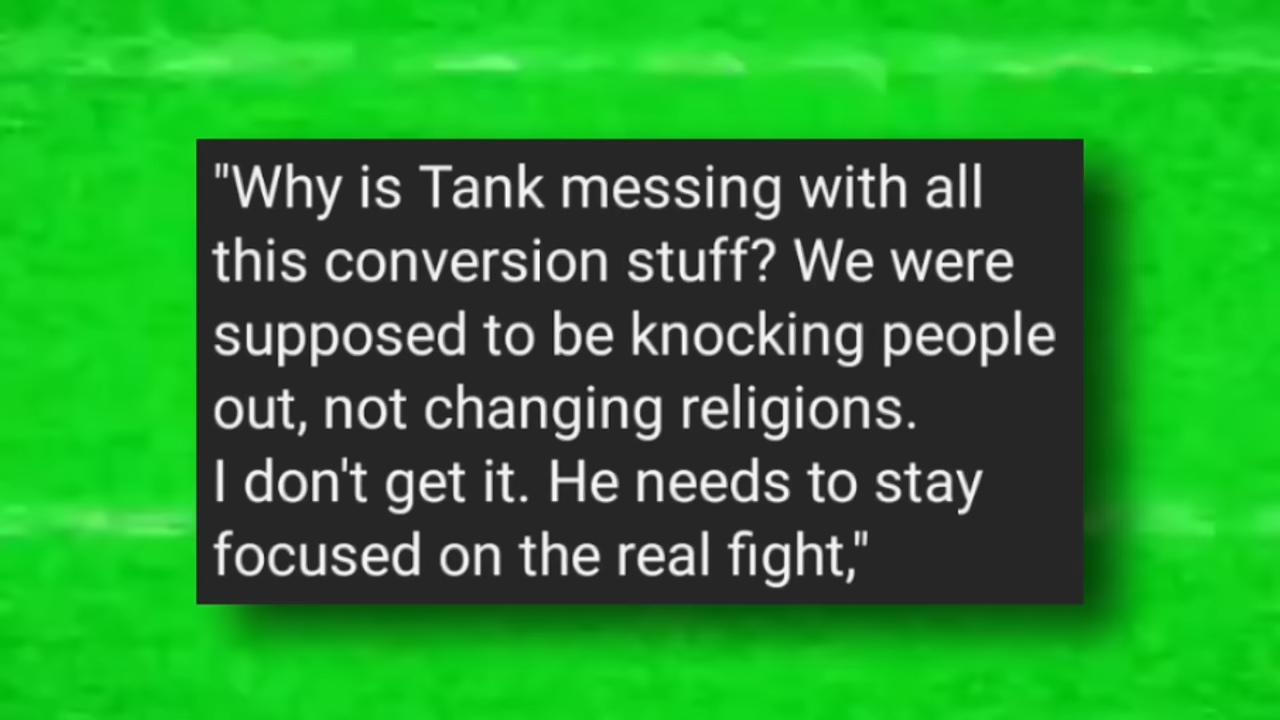 "Why is Tank messing with all
this conversion stuff? We were
supposed to be knocking people
out, not changing religions.
I don't get it. He needs to stay
focused on the real fight,"